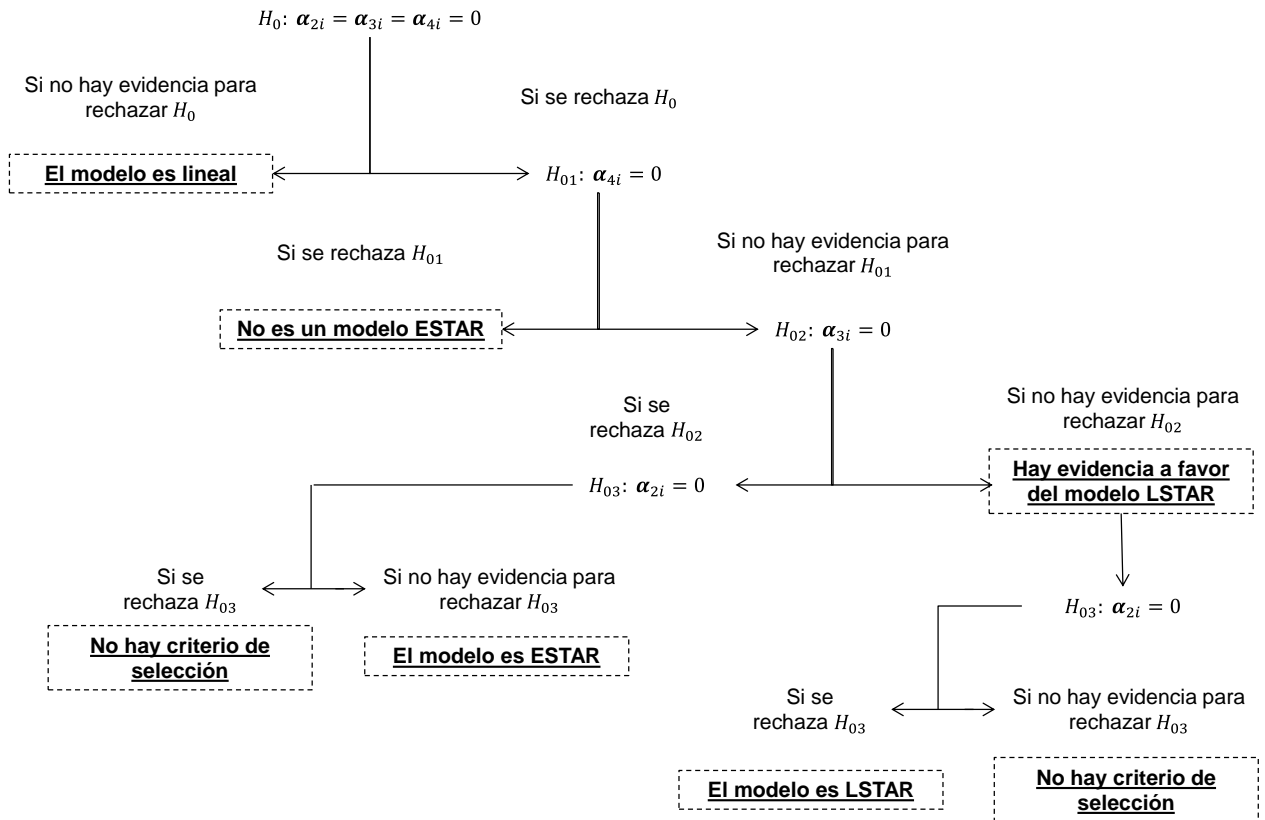 H₀: α₂ᵢ = α₃ᵢ = α₄ᵢ = 0
Si no hay evidencia para
rechazar H₀
Si se rechaza H₀
El modelo es lineal
H₀₁: α₄ᵢ = 0
Si se rechaza H₀₁
Si no hay evidencia para
rechazar H₀₁
No es un modelo ESTAR
H₀₂: α₃ᵢ = 0
Si se
rechaza H₀₂
Si no hay evidencia para
rechazar H₀₂
H₀₃: α₂ᵢ = 0
Hay evidencia a favor
del modelo LSTAR
Si se
rechaza H₀₃
Si no hay evidencia para
rechazar H₀₃
H₀₃: α₂ᵢ = 0
No hay criterio de
selección
El modelo es ESTAR
Si se
rechaza H₀₃
Si no hay evidencia para
rechazar H₀₃
El modelo es LSTAR
No hay criterio de
selección